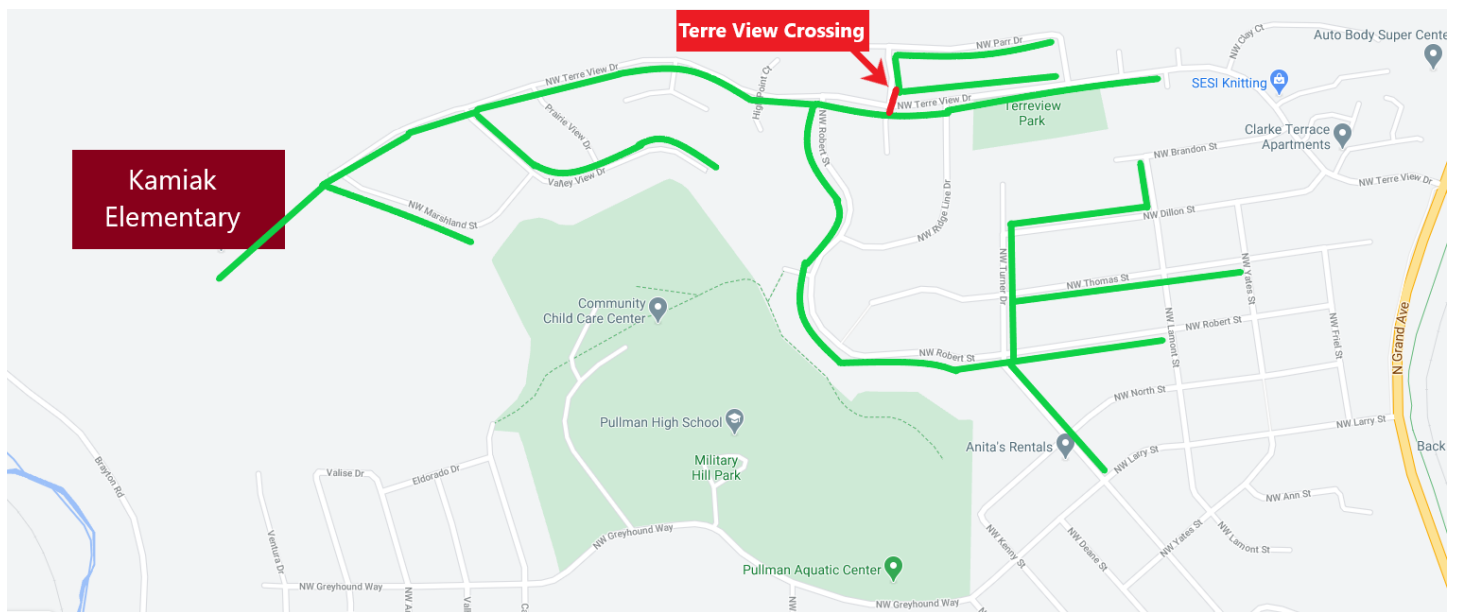 Terre View Crossing
NW Parr Dr
NW Clay Ct
Auto Body Super Cente
NW Terre View Dr
High Point Ct
SESI Knitting
NW Terre View Dr
Terreview
Park
Prairie View Dr
NW Robert St
Clarke Terrace
Apartments
NW Brandon St
Kamiak
Elementary
Valley View Dr
NW Terre View Dr
NW Marshland St
NW Ridge Line Dr
NW Dillon St
NW Turner Dr
NW Thomas St
NW Yates St
Community
Child Care Center
NW Lamont St
NW Robert St
NW Friel St
N Grand Ave
NW Robert St
NW North St
Pullman High School
NW Larry St
Anita's Rentals
Back
Military
Hill Park
NW Larry St
Brayton Rd
Valise Dr
Eldorado Dr
NW Ann St
Ventura Dr
NW Greyhound Way
NW Kenny St
NW Deane St
NW Yates St
NW Lamont St
Pullman Aquatic Center
NW Greyhound Way
NW Greyhound Way
NW
NW